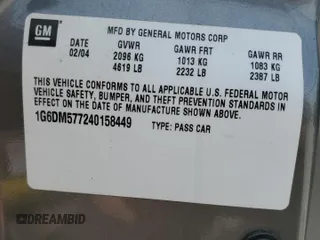 GM
MFD BY GENERAL MOTORS CORP
DATE GVWR GAWR FRT GAWR RR
02/04 2096 KG 1013 KG 1083 KG
4619 LB 2232 LB 2387 LB
THIS VEHICLE CONFORMS TO ALL APPLICABLE U.S. FEDERAL MOTOR
VEHICLE SAFETY, BUMPER, AND THEFT PREVENTION STANDARDS IN
EFFECT ON THE DATE OF MANUFACTURE SHOWN ABOVE.
1G6DM577240158449 TYPE: PASS CAR
DREAMBID